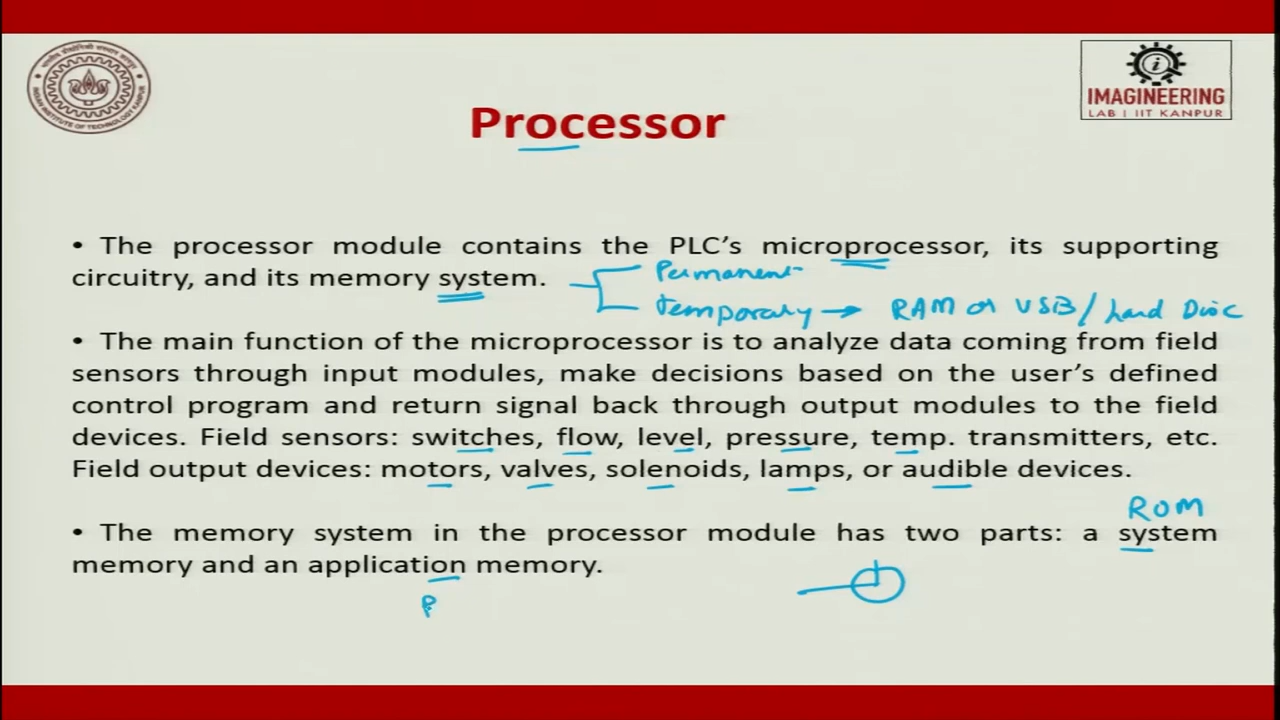 IMAGINEERING
LAB | IIT KANPUR
Processor
• The processor module contains the PLC’s microprocessor, its supporting
circuitry, and its memory system.
Permanent
temporary → RAM or USB / hard Disc
• The main function of the microprocessor is to analyze data coming from field
sensors through input modules, make decisions based on the user’s defined
control program and return signal back through output modules to the field
devices. Field sensors: switches, flow, level, pressure, temp. transmitters, etc.
Field output devices: motors, valves, solenoids, lamps, or audible devices.
ROM
• The memory system in the processor module has two parts: a system
memory and an application memory.